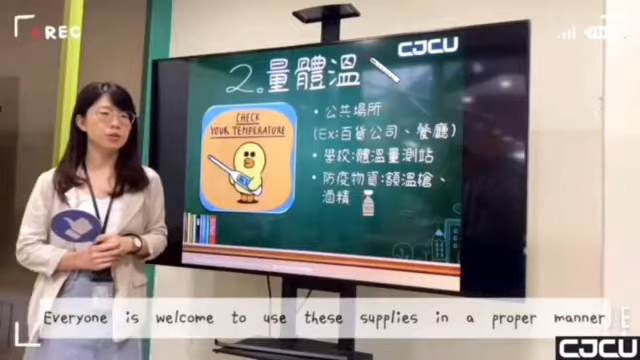 REC
CJCU
2.量體溫
CHECK
YOUR TEMPERATURE
• 公共場所
(Ex:百貨公司、餐廳)
• 學校:體溫量測站
• 防疫物資:額溫槍、
酒精
Everyone is welcome to use these supplies in a proper manner
CJCU